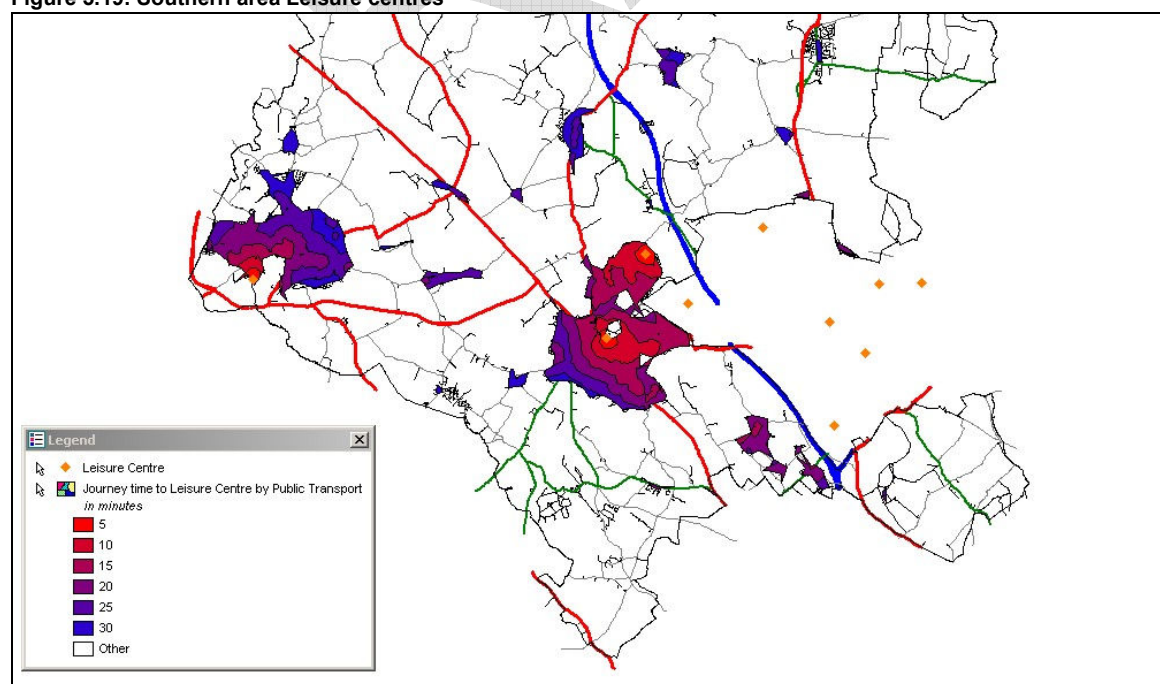 Figure 5.19: Southern area Leisure centres
Legend
Leisure Centre
Journey time to Leisure Centre by Public Transport
in minutes
5
10
15
20
25
30
Other